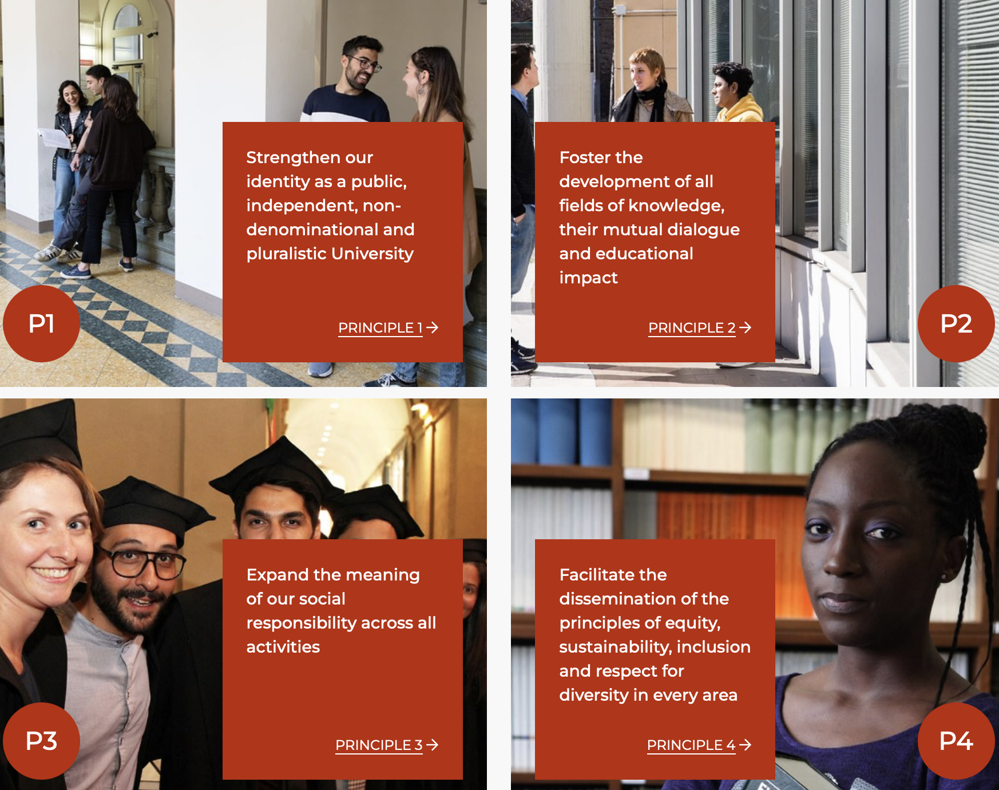 Strengthen our
identity as a public,
independent, non-
denominational and
pluralistic University
PRINCIPLE 1 →
P1
Foster the
development of all
fields of knowledge,
their mutual dialogue
and educational
impact
PRINCIPLE 2 →
P2
Expand the meaning
of our social
responsibility across all
activities
PRINCIPLE 3 →
P3
Facilitate the
dissemination of the
principles of equity,
sustainability, inclusion
and respect for
diversity in every area
PRINCIPLE 4 →
P4